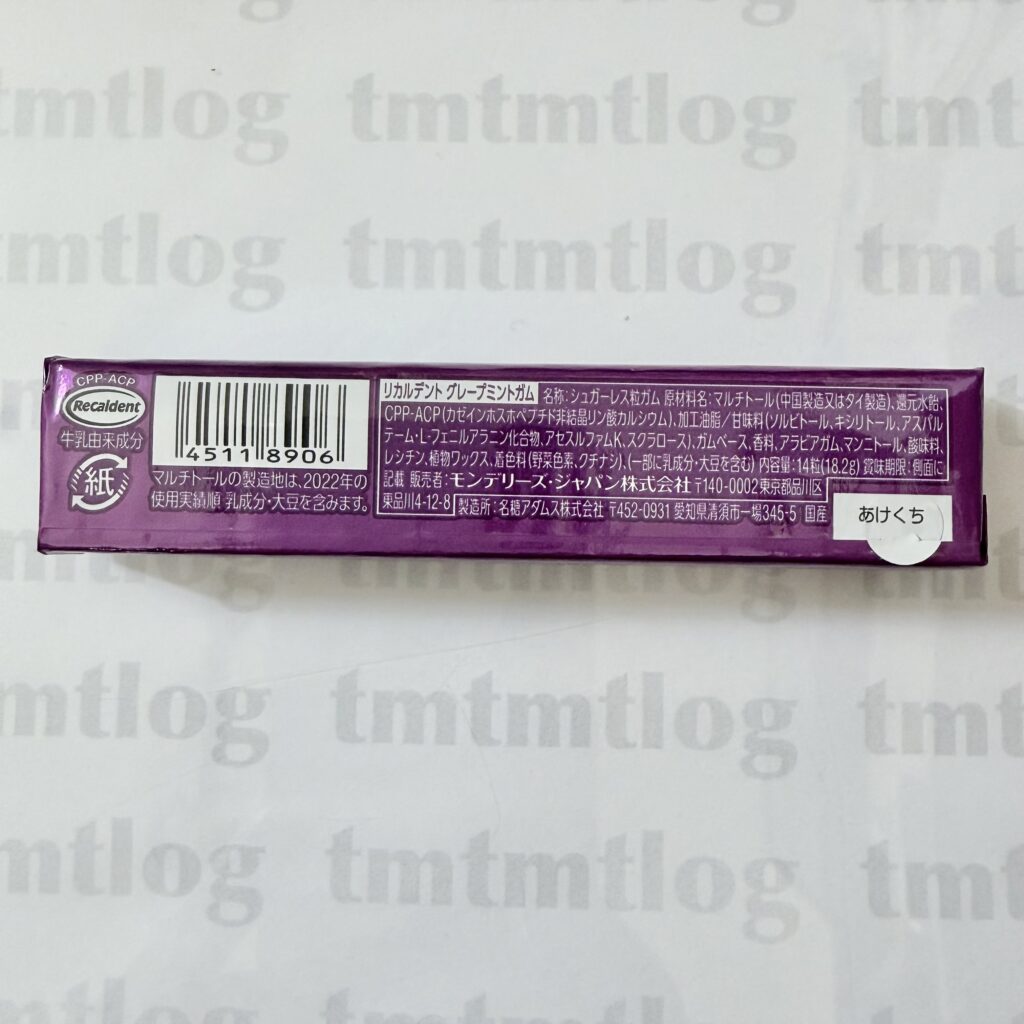 tmtmlog tmtmlog tmtmlog
tmtmlog tmtmlog tmtmlog
CPP-ACP
Recaldent
牛乳由来成分
紙
4511 8906
マルチトールの製造地は、2022年の
使用実績順 乳成分・大豆を含みます。
リカルデント グレープミントガム 名称:シュガーレス粒ガム 原材料名:マルチトール(中国製造又はタイ製造)、還元水飴、
CPP-ACP(カゼインホスホペプチド非結晶リン酸カルシウム)、加工油脂/甘味料(ソルビトール、キシリトール、アスパル
テーム・L-フェニルアラニン化合物、アセスルファムK、スクラロース)、ガムベース、香料、アラビアガム、マンニトール、酸味料、
レシチン、植物ワックス、着色料(野菜色素、クチナシ)、(一部に乳成分・大豆を含む) 内容量:14粒(18.2g) 賞味期限:側面に
記載 販売者:モンデリーズ・ジャパン株式会社 〒140-0002東京都品川区
東品川4-12-8 製造所:名糖アダムス株式会社 〒452-0931 愛知県清須市一場345-5 国産
あけくち
tmtmlog tmtmlog tmtmlog
tmtmlog tmtmlog tmtmlog